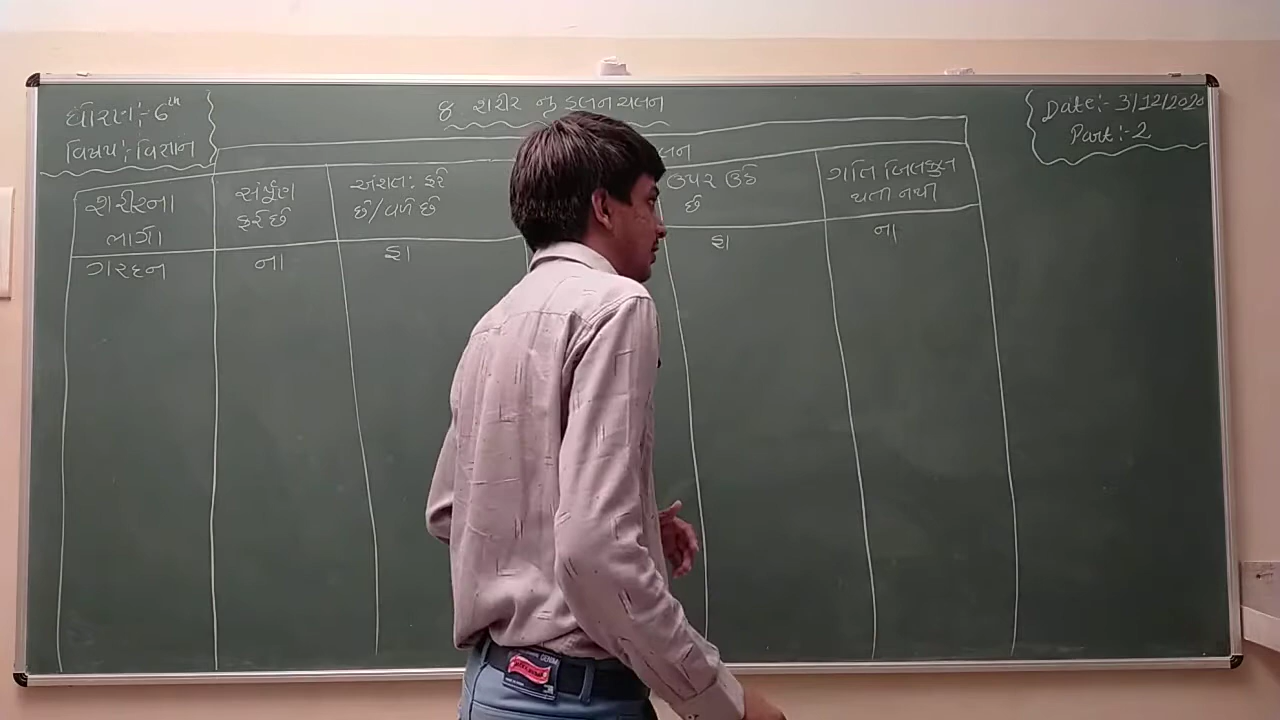 ધોરણ:- 6th
વિષય:- વિજ્ઞાન
8 શરીર નુ હલનચલન
Date:- 3/12/2020
Part:- 2
શરીરના ભાગો
સંર્પૂણ ફરે છે
અંશત: ફરે છે/વળે છે
ઉપર ઉઠે છે
ગતિ બિલકુલ થતી નથી
ગરદન ના હા હા ના